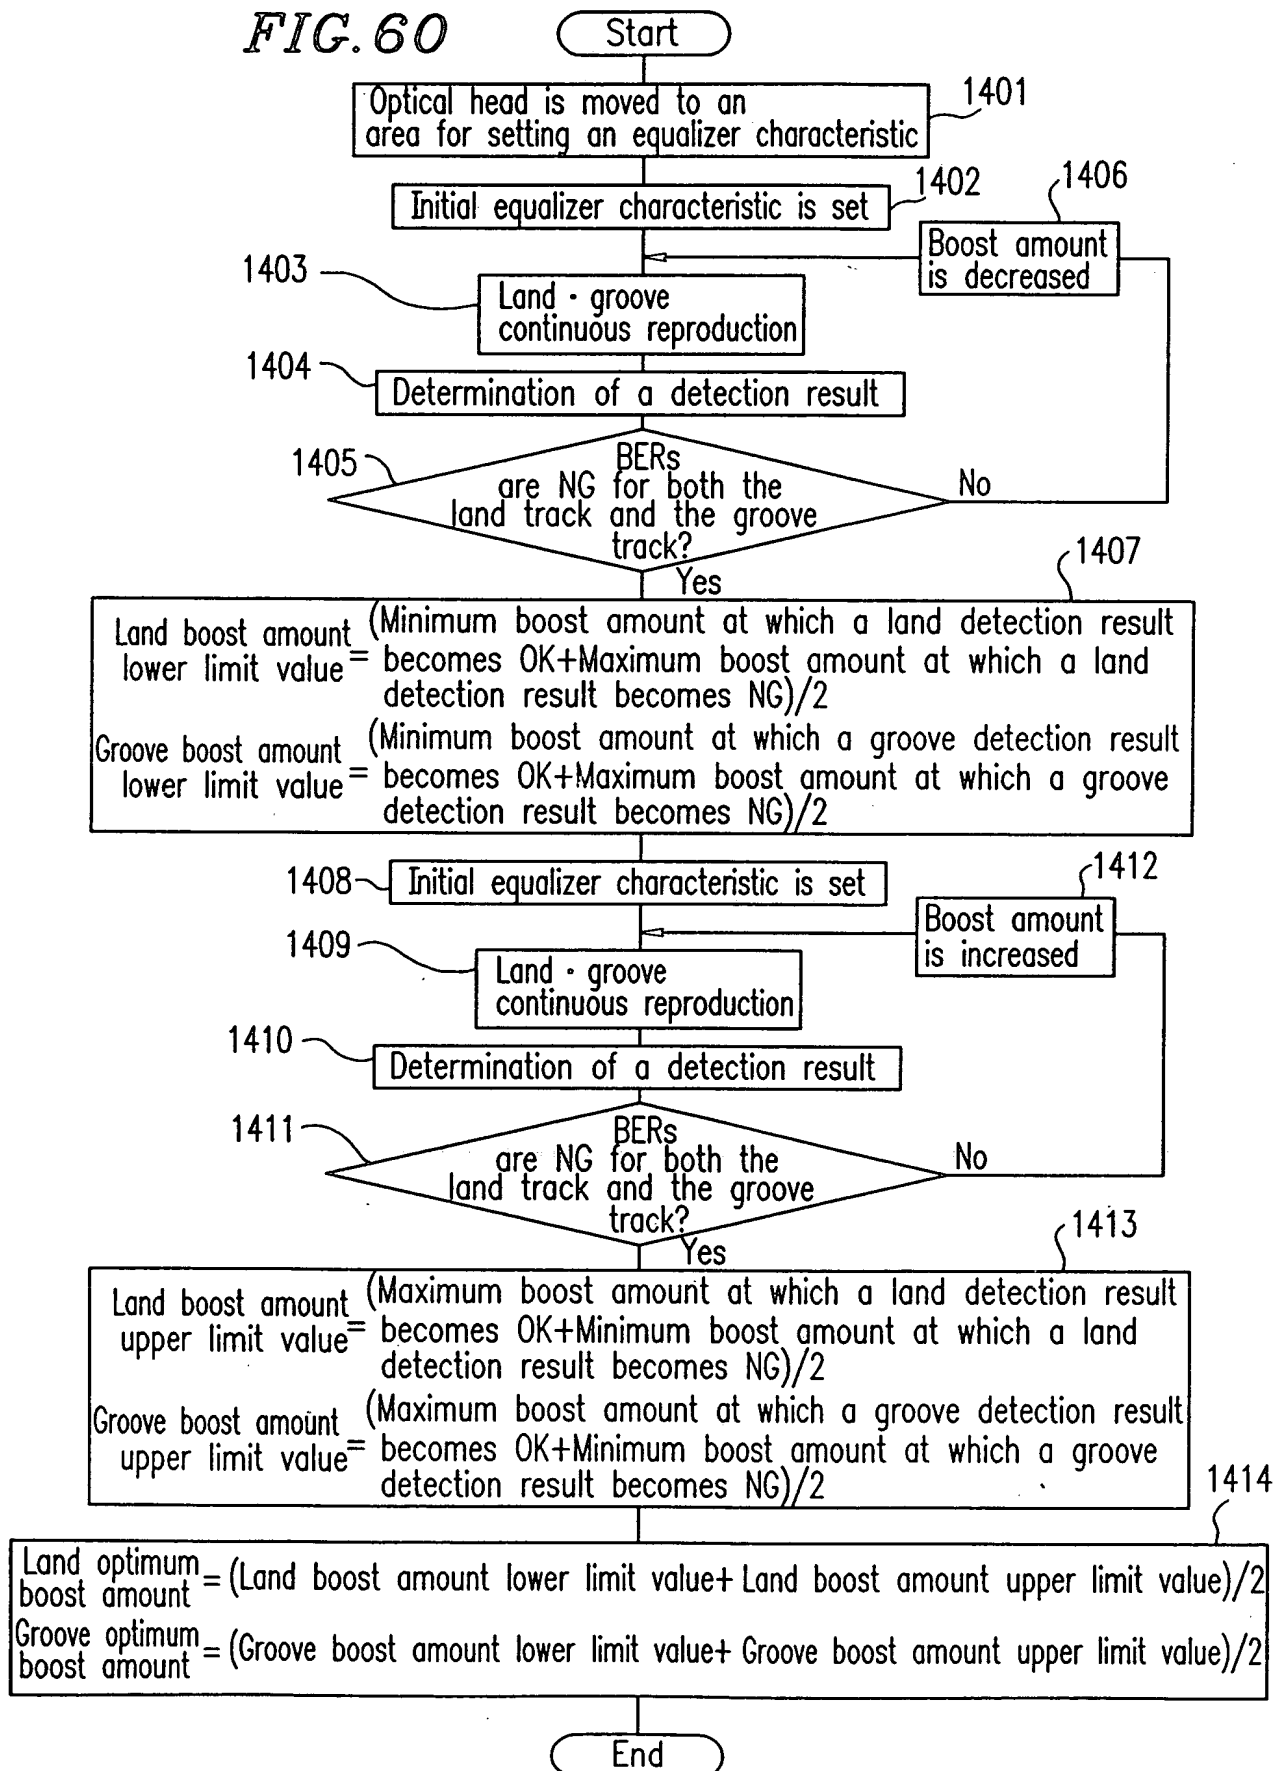 FIG.60
Start
1401
Optical head is moved to an
area for setting an equalizer characteristic
1402
Initial equalizer characteristic is set
1406
Boost amount
is decreased
1403
Land · groove
continuous reproduction
1404
Determination of a detection result
1405
BERs
are NG for both the
land track and the groove
track?
No
Yes
1407
Land boost amount
lower limit value
=
(Minimum boost amount at which a land detection result
becomes OK+Maximum boost amount at which a land
detection result becomes NG)/2
Groove boost amount
lower limit value
=
(Minimum boost amount at which a groove detection result
becomes OK+Maximum boost amount at which a groove
detection result becomes NG)/2
1408
Initial equalizer characteristic is set
1412
Boost amount
is increased
1409
Land · groove
continuous reproduction
1410
Determination of a detection result
1411
BERs
are NG for both the
land track and the groove
track?
No
Yes
1413
Land boost amount
upper limit value
=
(Maximum boost amount at which a land detection result
becomes OK+Minimum boost amount at which a land
detection result becomes NG)/2
Groove boost amount
upper limit value
=
(Maximum boost amount at which a groove detection result
becomes OK+Minimum boost amount at which a groove
detection result becomes NG)/2
1414
Land optimum
boost amount
= (Land boost amount lower limit value+ Land boost amount upper limit value)/2
Groove optimum
boost amount
= (Groove boost amount lower limit value+ Groove boost amount upper limit value)/2
End